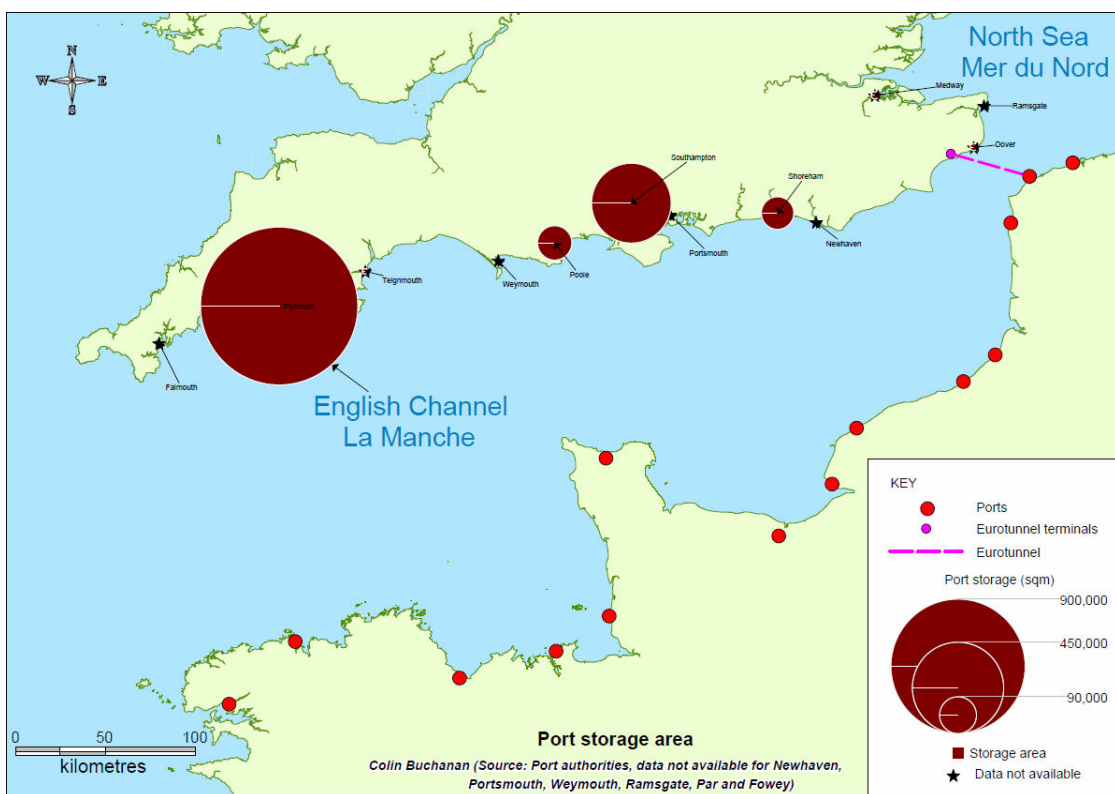 N
W E
S
North Sea
Mer du Nord
Medway
Ramsgate
Dover
Southampton
Shoreham
Portsmouth
Newhaven
Poole
Weymouth
Teignmouth
Plymouth
Falmouth
English Channel
La Manche
KEY
Ports
Eurotunnel terminals
Eurotunnel
Port storage (sqm)
900,000
450,000
90,000
Storage area
Data not available
0 50 100
kilometres
Port storage area
Colin Buchanan (Source: Port authorities, data not available for Newhaven,
Portsmouth, Weymouth, Ramsgate, Par and Fowey)